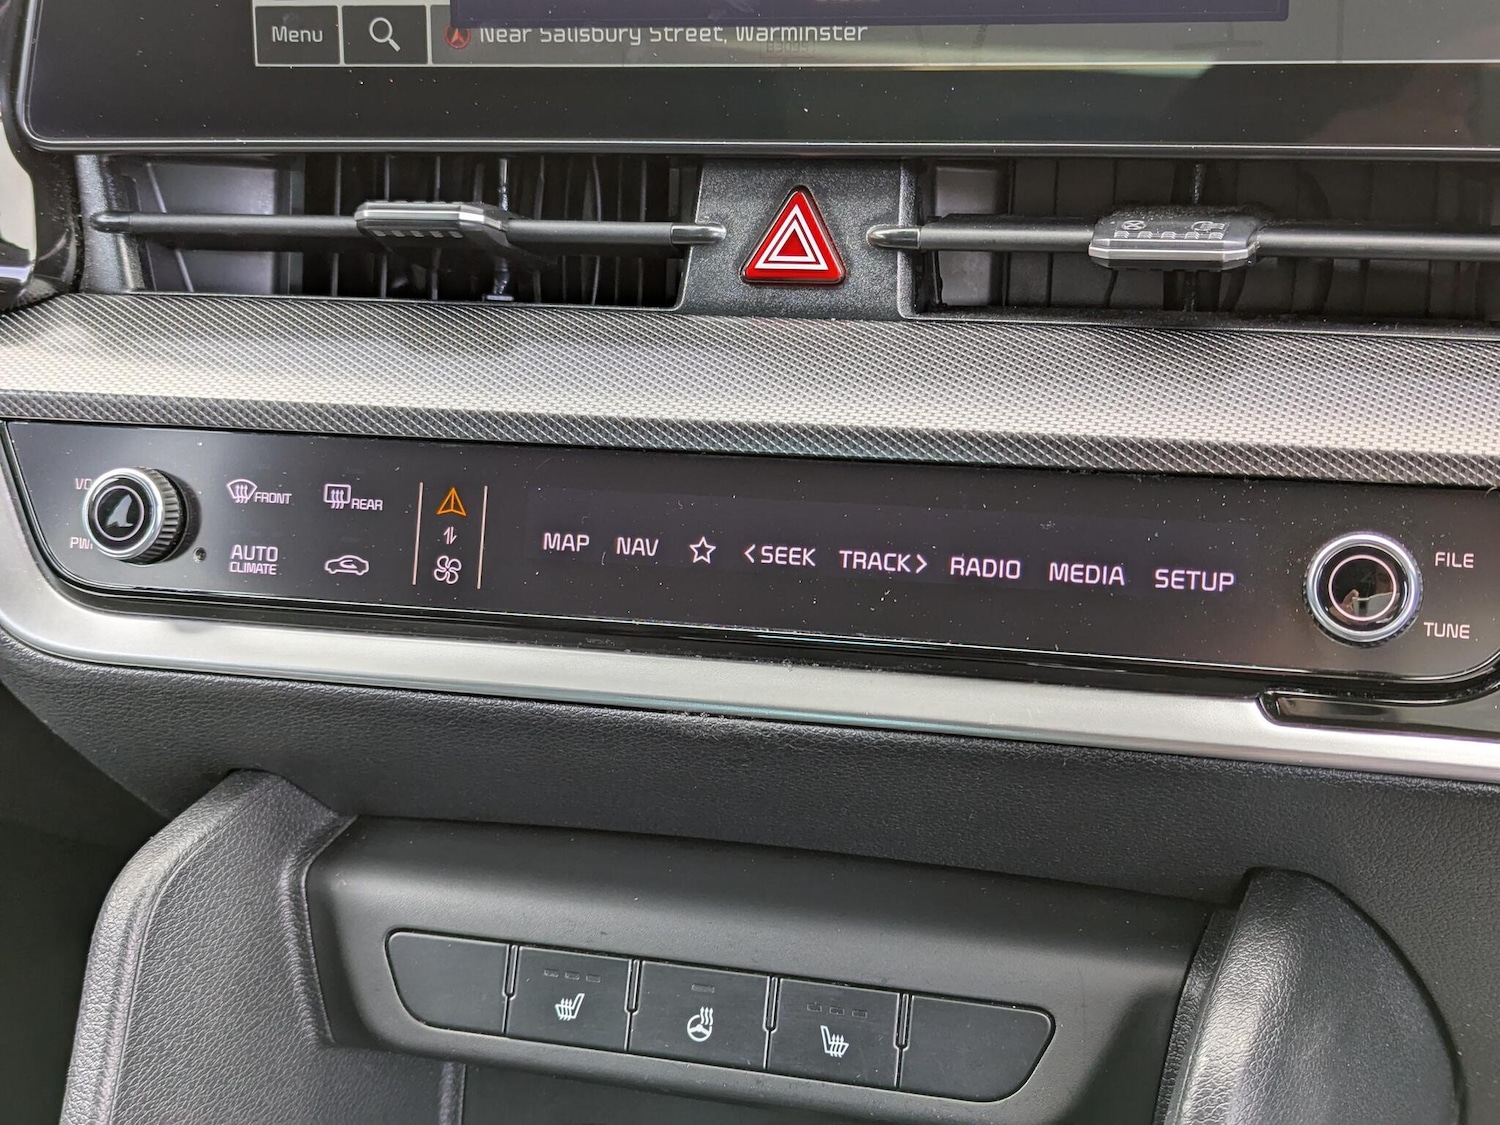 Menu
Near Salisbury Street, Warminster
FRONT
REAR
AUTO
CLIMATE
MAP NAV <SEEK TRACK> RADIO MEDIA SETUP
FILE
TUNE